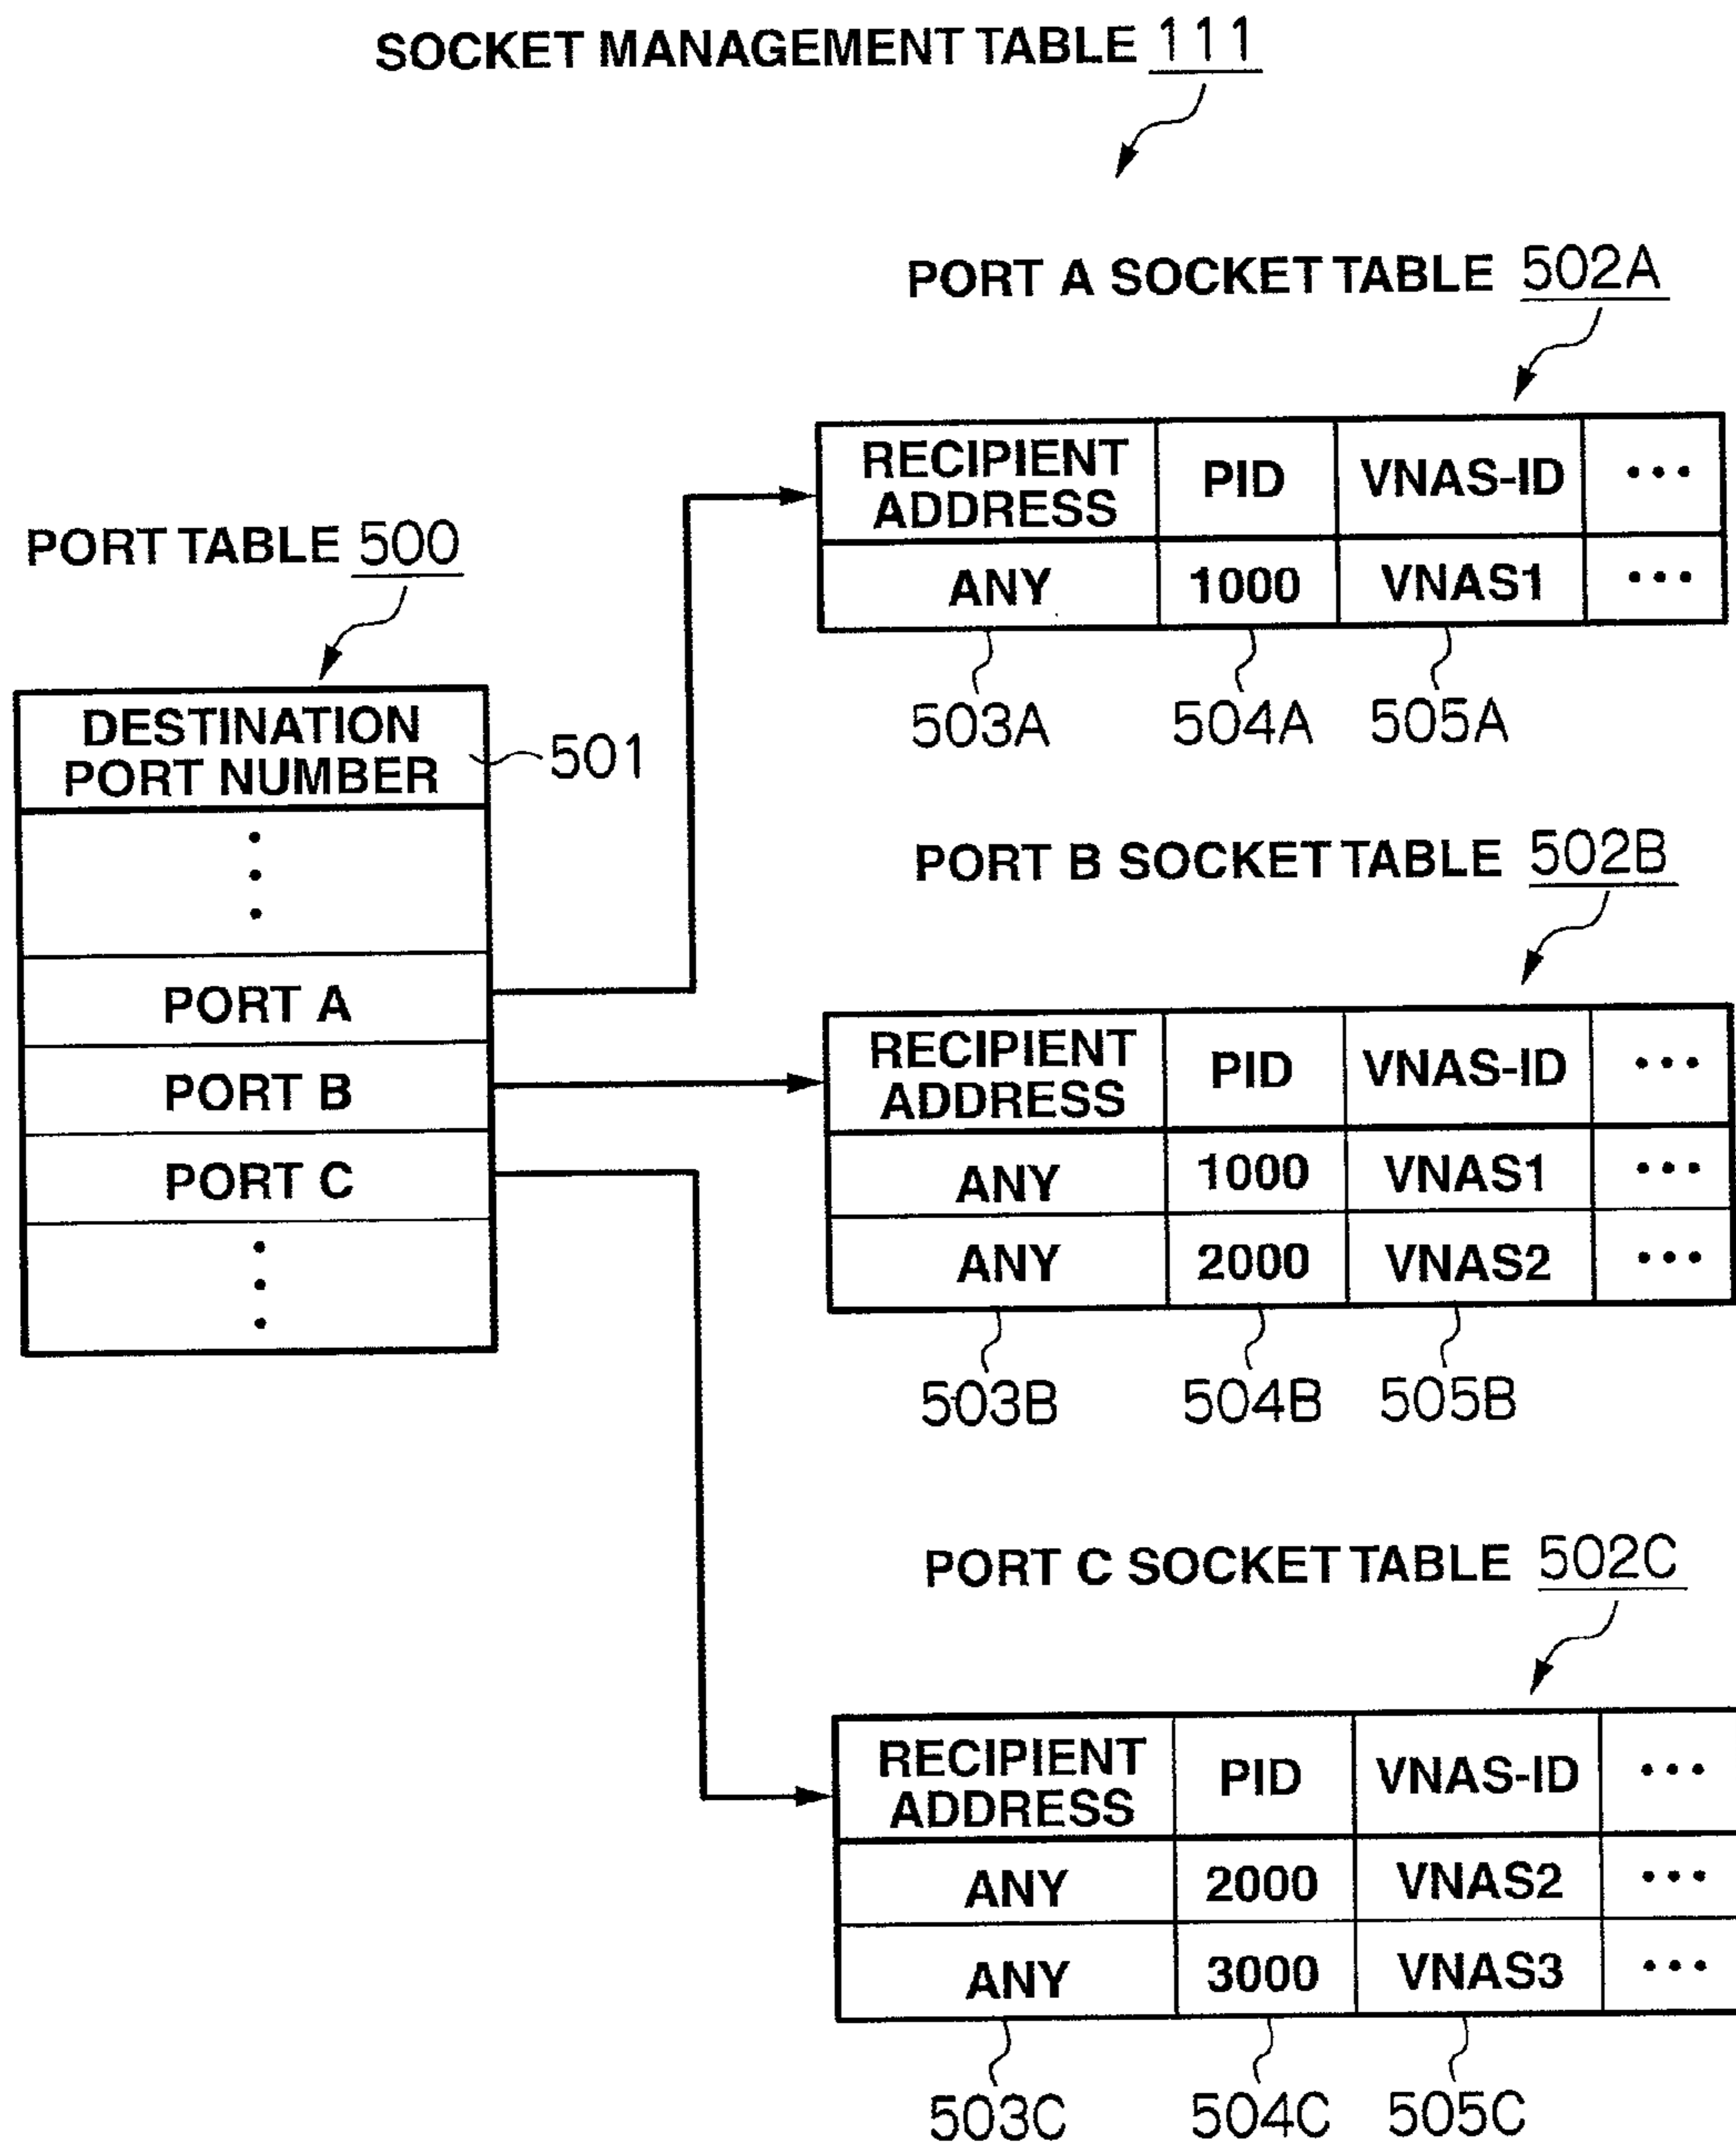 SOCKET MANAGEMENT TABLE 111
PORT A SOCKET TABLE 502A
RECIPIENT ADDRESS PID VNAS-ID •••
ANY 1000 VNAS1 •••
503A 504A 505A
PORT TABLE 500
DESTINATION
PORT NUMBER
501
PORT A
PORT B
PORT C
PORT B SOCKET TABLE 502B
RECIPIENT ADDRESS PID VNAS-ID •••
ANY 1000 VNAS1 •••
ANY 2000 VNAS2 •••
503B 504B 505B
PORT C SOCKET TABLE 502C
RECIPIENT ADDRESS PID VNAS-ID •••
ANY 2000 VNAS2 •••
ANY 3000 VNAS3 •••
503C 504C 505C